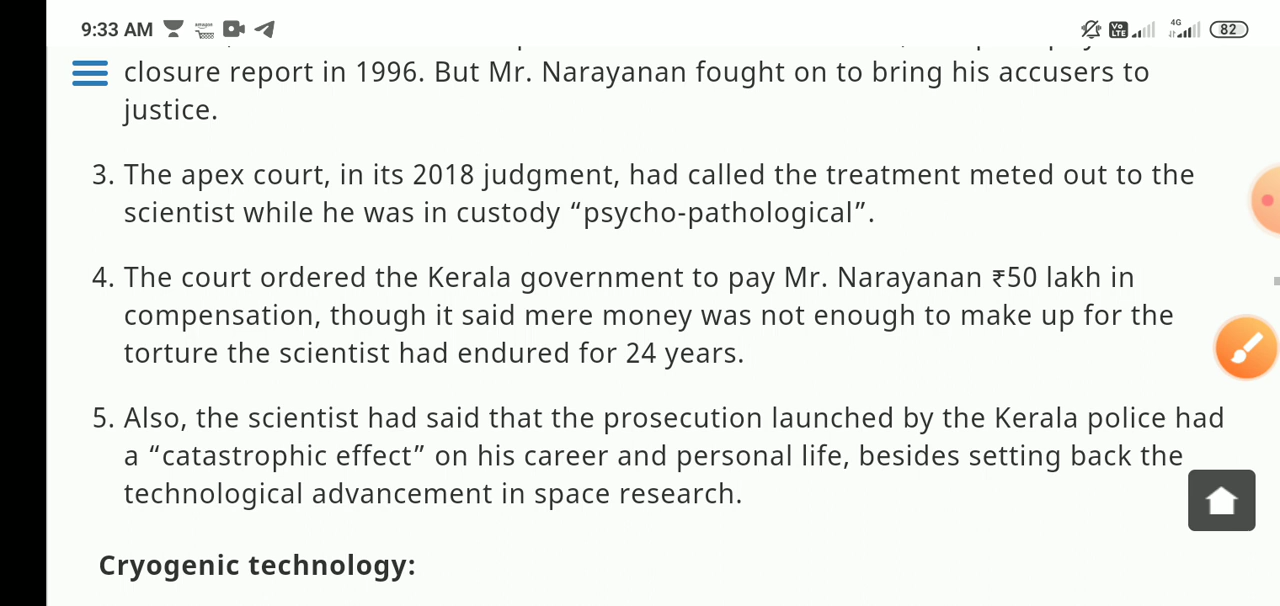 9:33 AM
4G
Vo
LTE
82
closure report in 1996. But Mr. Narayanan fought on to bring his accusers to
justice.
3. The apex court, in its 2018 judgment, had called the treatment meted out to the
scientist while he was in custody “psycho-pathological”.
4. The court ordered the Kerala government to pay Mr. Narayanan ₹50 lakh in
compensation, though it said mere money was not enough to make up for the
torture the scientist had endured for 24 years.
5. Also, the scientist had said that the prosecution launched by the Kerala police had
a “catastrophic effect” on his career and personal life, besides setting back the
technological advancement in space research.
Cryogenic technology: